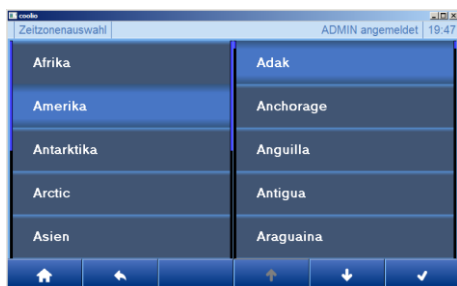 coolio
Zeitzonenauswahl
ADMIN angemeldet 19:47
Afrika
Amerika
Antarktika
Arctic
Asien
Adak
Anchorage
Anguilla
Antigua
Araguaina